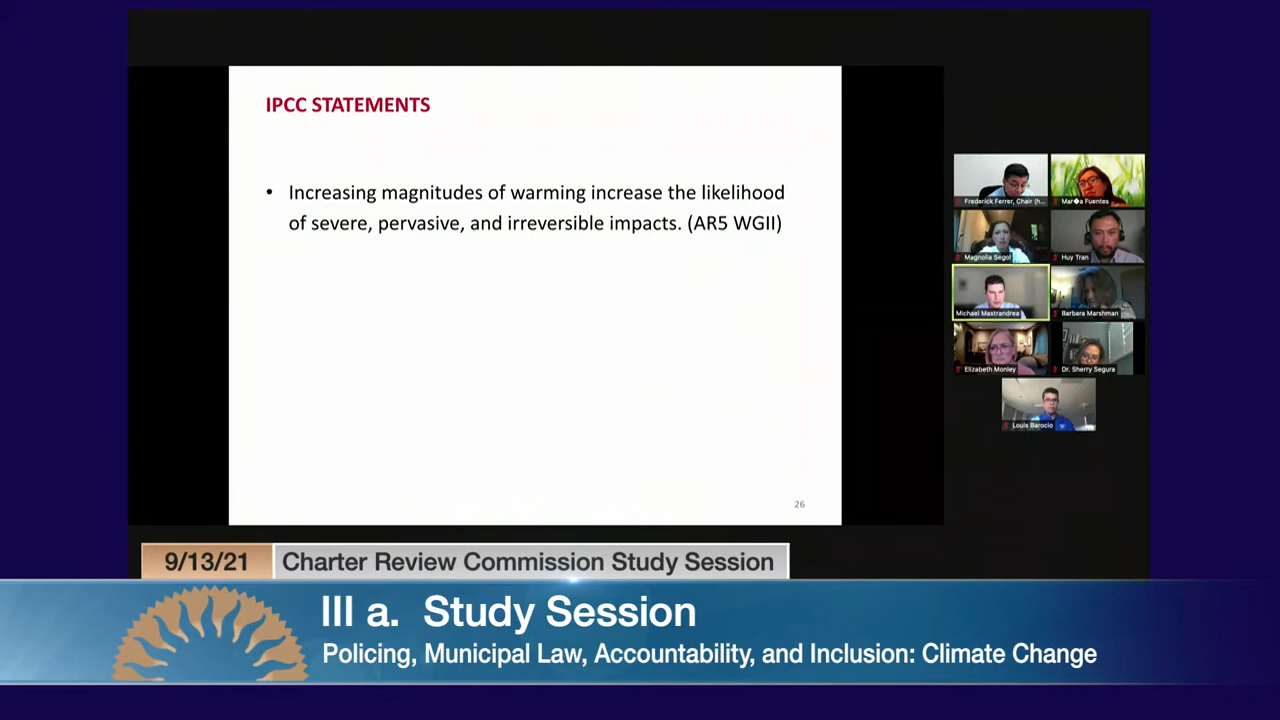 IPCC STATEMENTS
• Increasing magnitudes of warming increase the likelihood
of severe, pervasive, and irreversible impacts. (AR5 WGII)
26
Frederick Ferrer, Chair (h...
Mar�a Fuentes
Magnolia Segol
Huy Tran
Michael Mastrandrea
Barbara Marshman
Elizabeth Monley
Dr. Sherry Segura
Louis Barocio
9/13/21 Charter Review Commission Study Session
III a. Study Session
Policing, Municipal Law, Accountability, and Inclusion: Climate Change